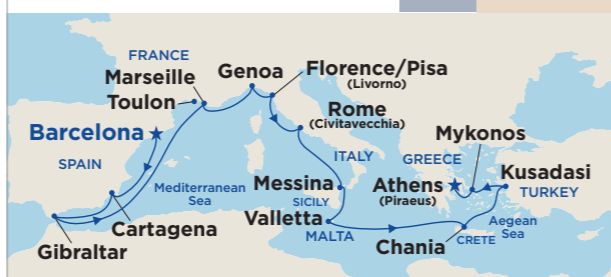 FRANCE
Marseille
Toulon
Genoa
Florence/Pisa
(Livorno)
Rome
(Civitavecchia)
Barcelona
SPAIN
Mediterranean
Sea
ITALY
Messina
SICILY
Valletta
MALTA
Cartagena
Gibraltar
GREECE
Mykonos
Athens
(Piraeus)
Kusadasi
TURKEY
Aegean
Sea
Chania
CRETE